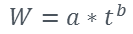 W = a * t^b